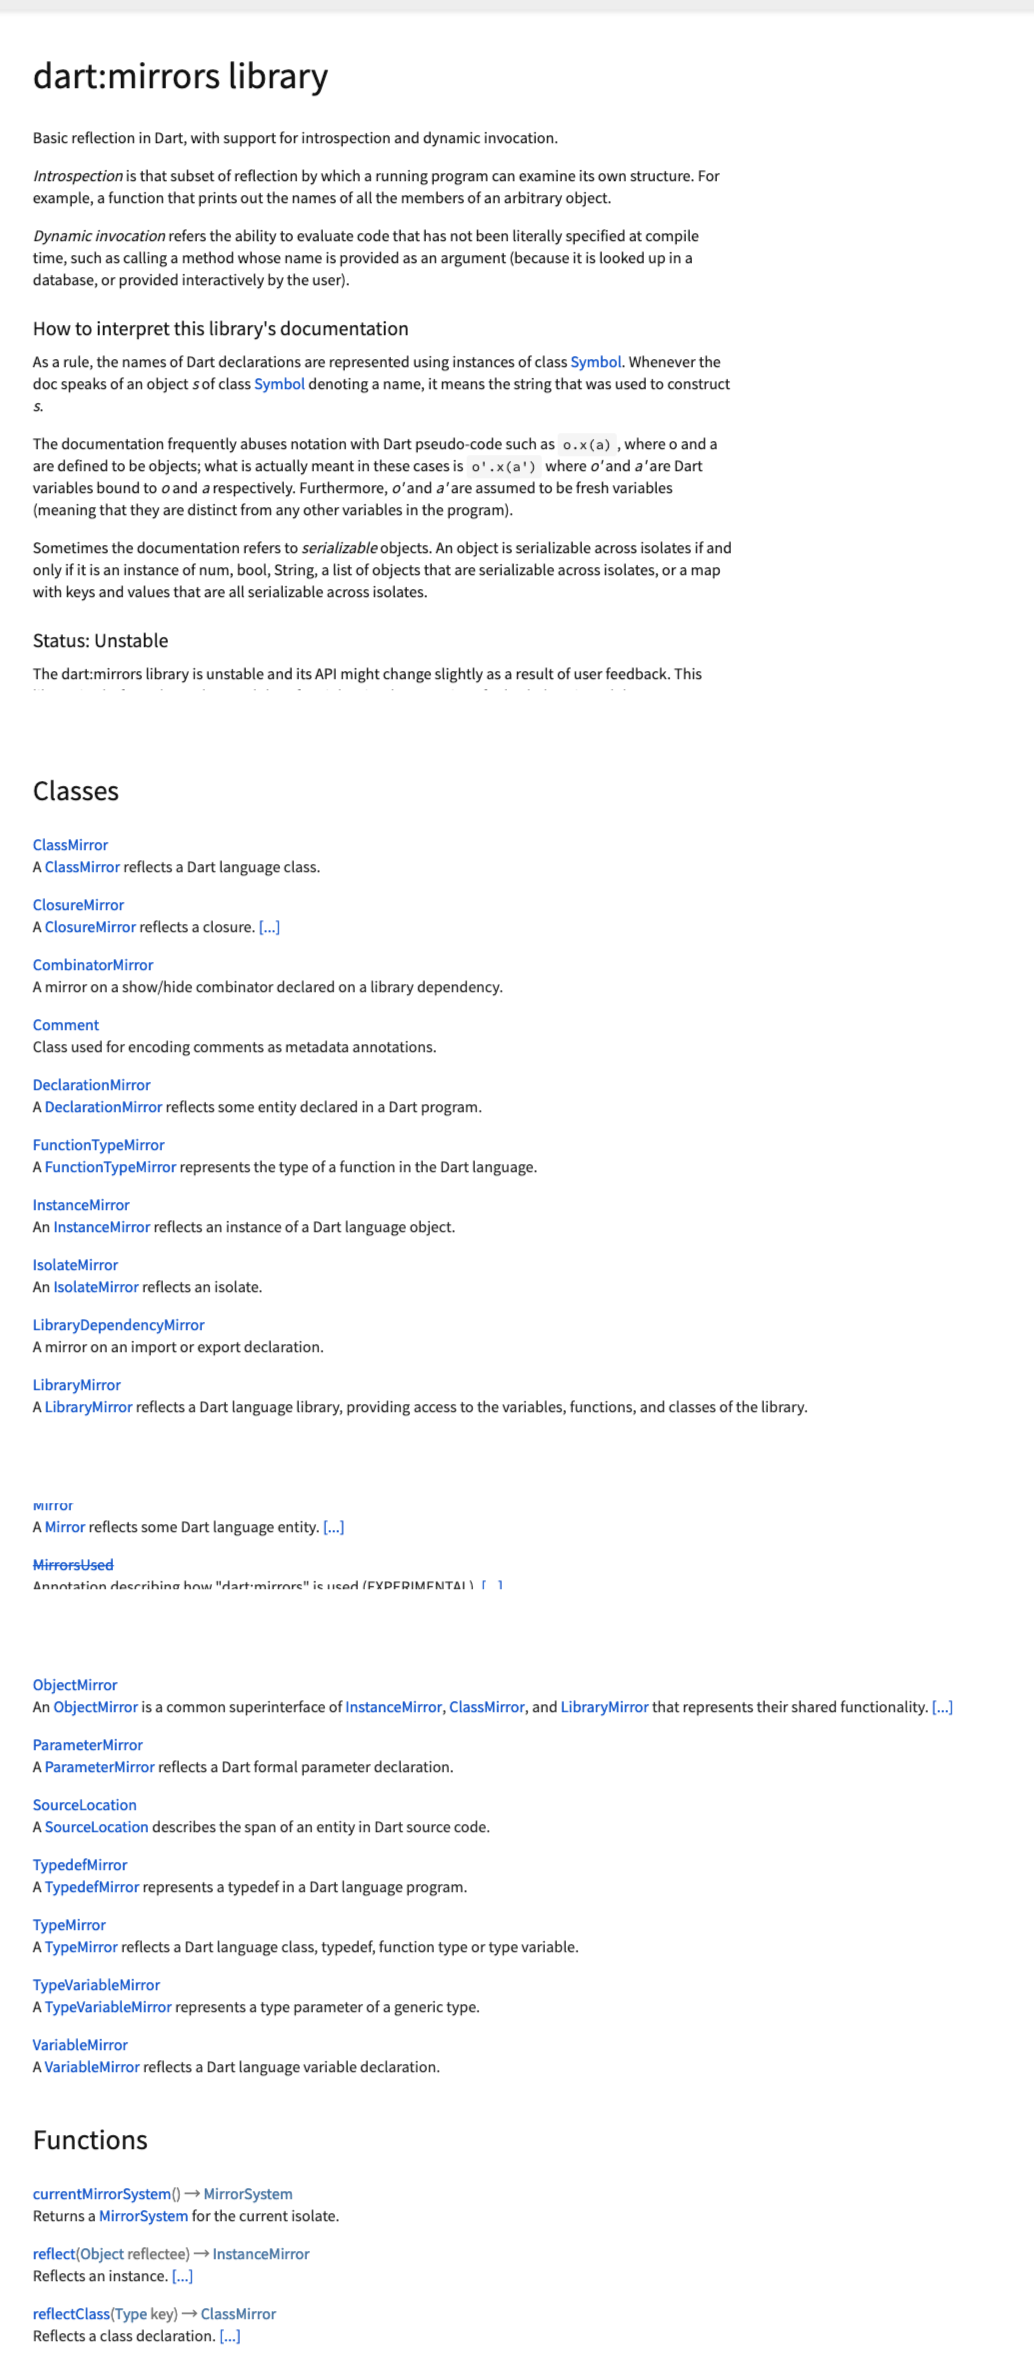 dart:mirrors library
Basic reflection in Dart, with support for introspection and dynamic invocation.
Introspection is that subset of reflection by which a running program can examine its own structure. For
example, a function that prints out the names of all the members of an arbitrary object.
Dynamic invocation refers the ability to evaluate code that has not been literally specified at compile
time, such as calling a method whose name is provided as an argument (because it is looked up in a
database, or provided interactively by the user).
How to interpret this library's documentation
As a rule, the names of Dart declarations are represented using instances of class Symbol. Whenever the
doc speaks of an object s of class Symbol denoting a name, it means the string that was used to construct
s.
The documentation frequently abuses notation with Dart pseudo-code such as o.x(a) , where o and a
are defined to be objects; what is actually meant in these cases is o'.x(a') where o' and a' are Dart
variables bound to o and a respectively. Furthermore, o' and a' are assumed to be fresh variables
(meaning that they are distinct from any other variables in the program).
Sometimes the documentation refers to serializable objects. An object is serializable across isolates if and
only if it is an instance of num, bool, String, a list of objects that are serializable across isolates, or a map
with keys and values that are all serializable across isolates.
Status: Unstable
The dart:mirrors library is unstable and its API might change slightly as a result of user feedback. This
Classes
ClassMirror
A ClassMirror reflects a Dart language class.
ClosureMirror
A ClosureMirror reflects a closure. [...]
CombinatorMirror
A mirror on a show/hide combinator declared on a library dependency.
Comment
Class used for encoding comments as metadata annotations.
DeclarationMirror
A DeclarationMirror reflects some entity declared in a Dart program.
FunctionTypeMirror
A FunctionTypeMirror represents the type of a function in the Dart language.
InstanceMirror
An InstanceMirror reflects an instance of a Dart language object.
IsolateMirror
An IsolateMirror reflects an isolate.
LibraryDependencyMirror
A mirror on an import or export declaration.
LibraryMirror
A LibraryMirror reflects a Dart language library, providing access to the variables, functions, and classes of the library.
Mirror
A Mirror reflects some Dart language entity. [...]
MirrorsUsed
Annotation describing how "dart:mirrors" is used (EXPERIMENTAL). [...]
ObjectMirror
An ObjectMirror is a common superinterface of InstanceMirror, ClassMirror, and LibraryMirror that represents their shared functionality. [...]
ParameterMirror
A ParameterMirror reflects a Dart formal parameter declaration.
SourceLocation
A SourceLocation describes the span of an entity in Dart source code.
TypedefMirror
A TypedefMirror represents a typedef in a Dart language program.
TypeMirror
A TypeMirror reflects a Dart language class, typedef, function type or type variable.
TypeVariableMirror
A TypeVariableMirror represents a type parameter of a generic type.
VariableMirror
A VariableMirror reflects a Dart language variable declaration.
Functions
currentMirrorSystem() → MirrorSystem
Returns a MirrorSystem for the current isolate.
reflect(Object reflectee) → InstanceMirror
Reflects an instance. [...]
reflectClass(Type key) → ClassMirror
Reflects a class declaration. [...]